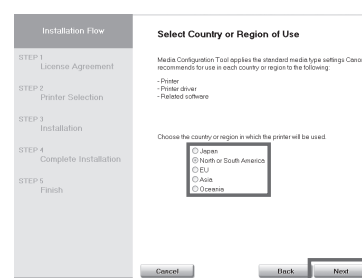 Installation Flow
STEP 1
License Agreement
STEP 2
Printer Selection
STEP 3
Installation
STEP 4
Complete Installation
STEP 5
Finish
Select Country or Region of Use
Media Configuration Tool applies the standard media type settings Canon
recommends for use in each country or region to the following:
- Printer
- Printer driver
- Related software
Choose the country or region in which the printer will be used.
Japan
North or South America
EU
Asia
Oceania
Cancel
Back
Next